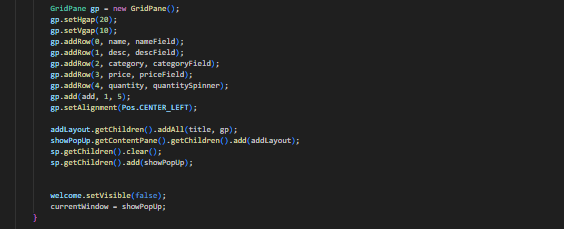 GridPane gp = new GridPane();
gp.setHgap(20);
gp.setVgap(10);
gp.addRow(0, name, nameField);
gp.addRow(1, desc, descField);
gp.addRow(2, category, categoryField);
gp.addRow(3, price, priceField);
gp.addRow(4, quantity, quantitySpinner);
gp.add(add, 1, 5);
gp.setAlignment(Pos.CENTER_LEFT);
addLayout.getChildren().addAll(title, gp);
showPopUp.getContentPane().getChildren().add(addLayout);
sp.getChildren().clear();
sp.getChildren().add(showPopUp);
welcome.setVisible(false);
currentWindow = showPopUp;
}